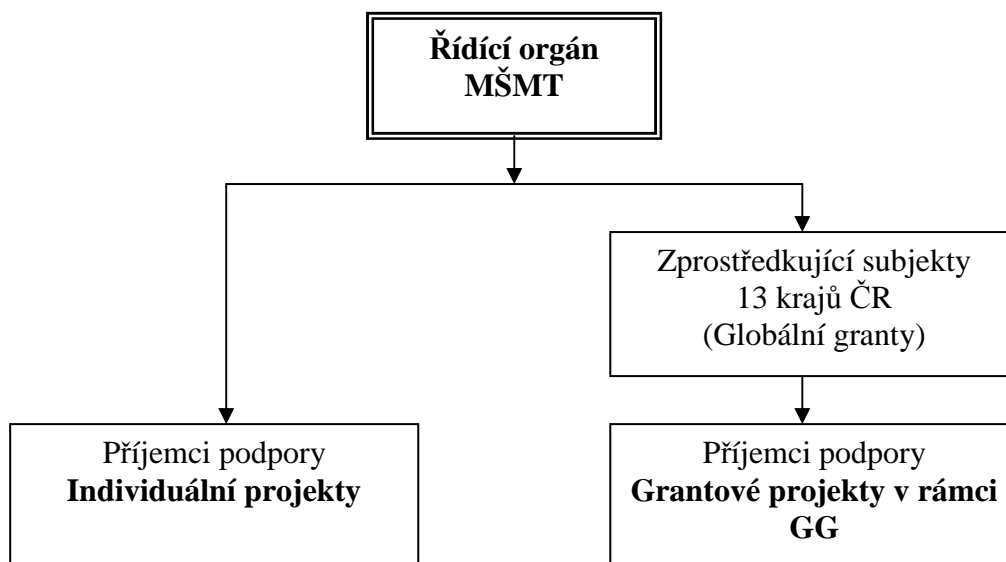 Řídící orgán
MŠMT
Zprostředkující subjekty
13 krajů ČR
(Globální granty)
Příjemci podpory
Individuální projekty
Příjemci podpory
Grantové projekty v rámci
GG